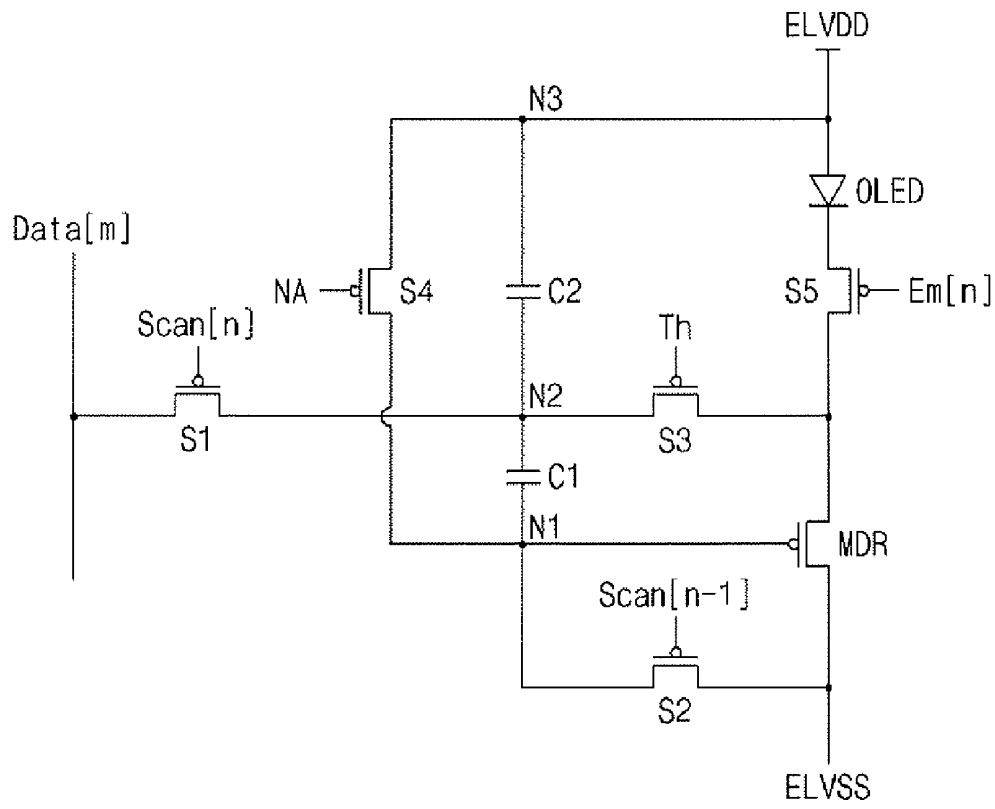 ELVDD
N3
OLED
Data[m]
NA
S4
C2
S5
Em[n]
Scan[n]
Th
N2
S1
S3
C1
N1
MDR
Scan[n-1]
S2
ELVSS